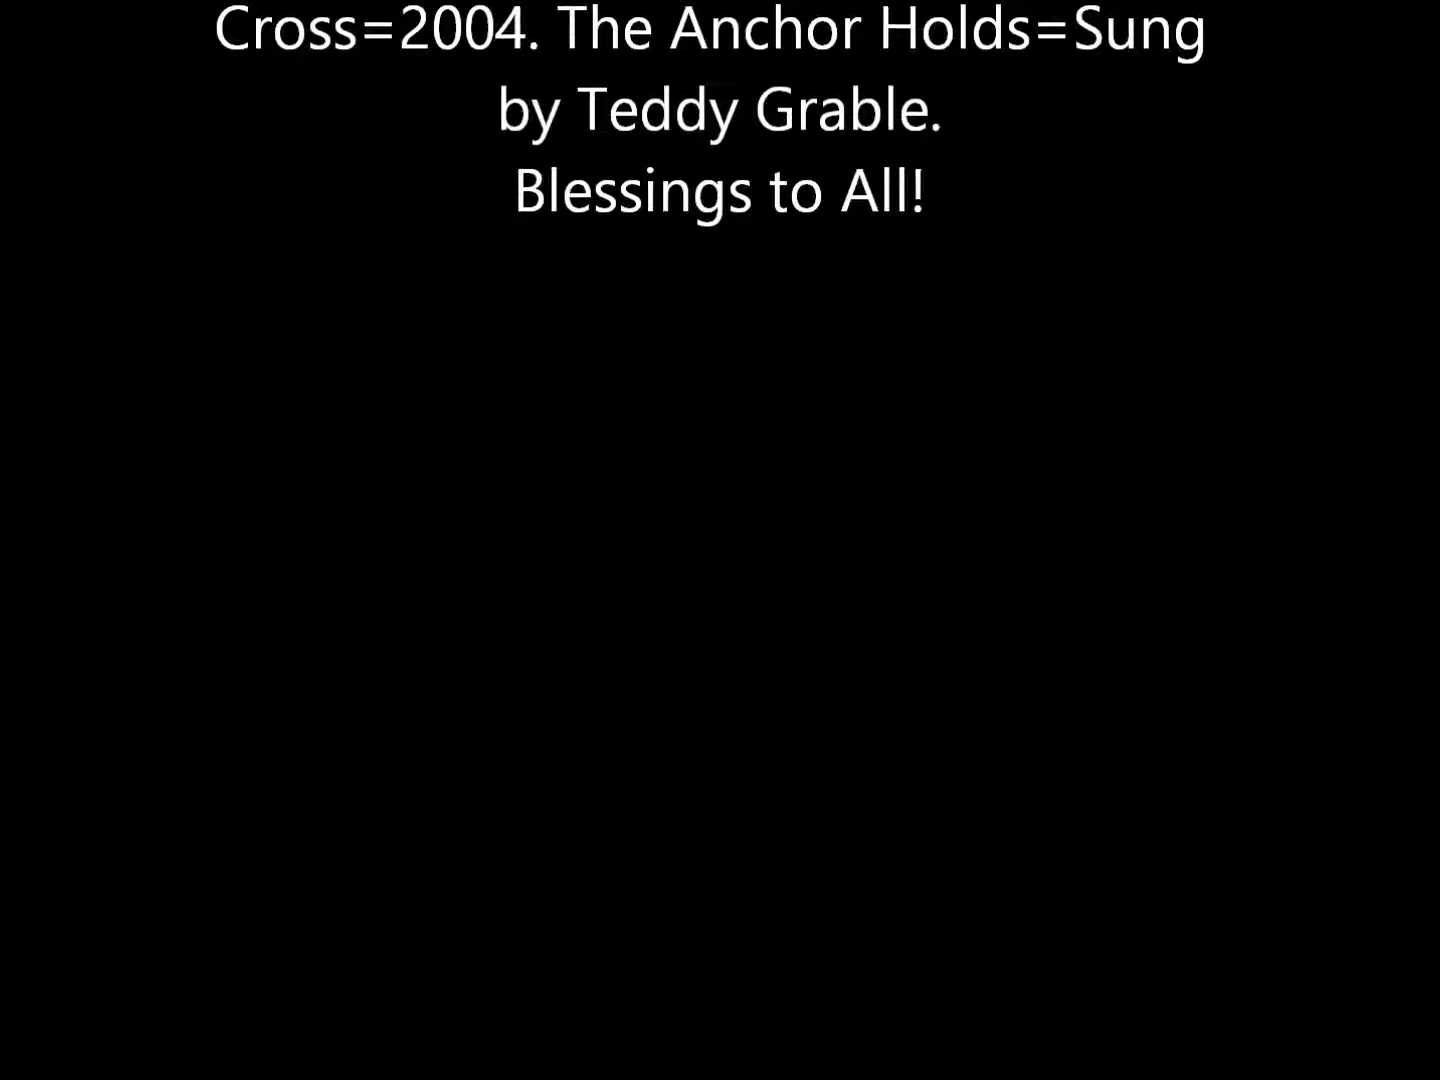 Cross=2004. The Anchor Holds=Sung
by Teddy Grable.
Blessings to All!